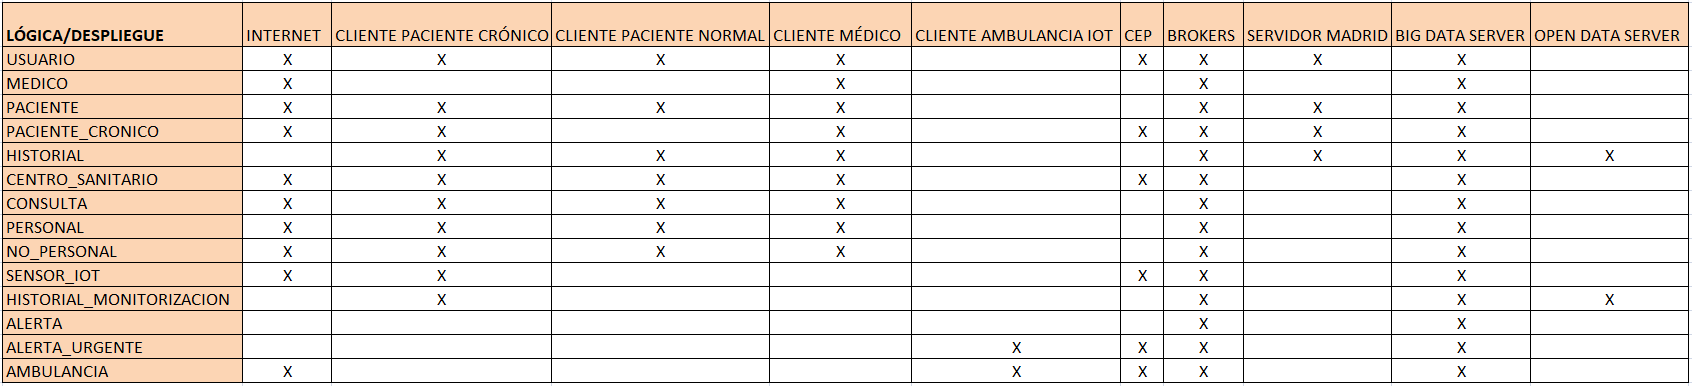 LÓGICA/DESPLIEGUE INTERNET CLIENTE PACIENTE CRÓNICO CLIENTE PACIENTE NORMAL CLIENTE MÉDICO CLIENTE AMBULANCIA IOT CEP BROKERS SERVIDOR MADRID BIG DATA SERVER OPEN DATA SERVER
USUARIO X X X X X X X X
MEDICO X X X X
PACIENTE X X X X X X X
PACIENTE_CRONICO X X X X X X X
HISTORIAL X X X X X X X
CENTRO_SANITARIO X X X X X X X
CONSULTA X X X X X X
PERSONAL X X X X X X
NO_PERSONAL X X X X X X
SENSOR_IOT X X X X X
HISTORIAL_MONITORIZACION X X X X
ALERTA X X
ALERTA_URGENTE X X X X
AMBULANCIA X X X X X